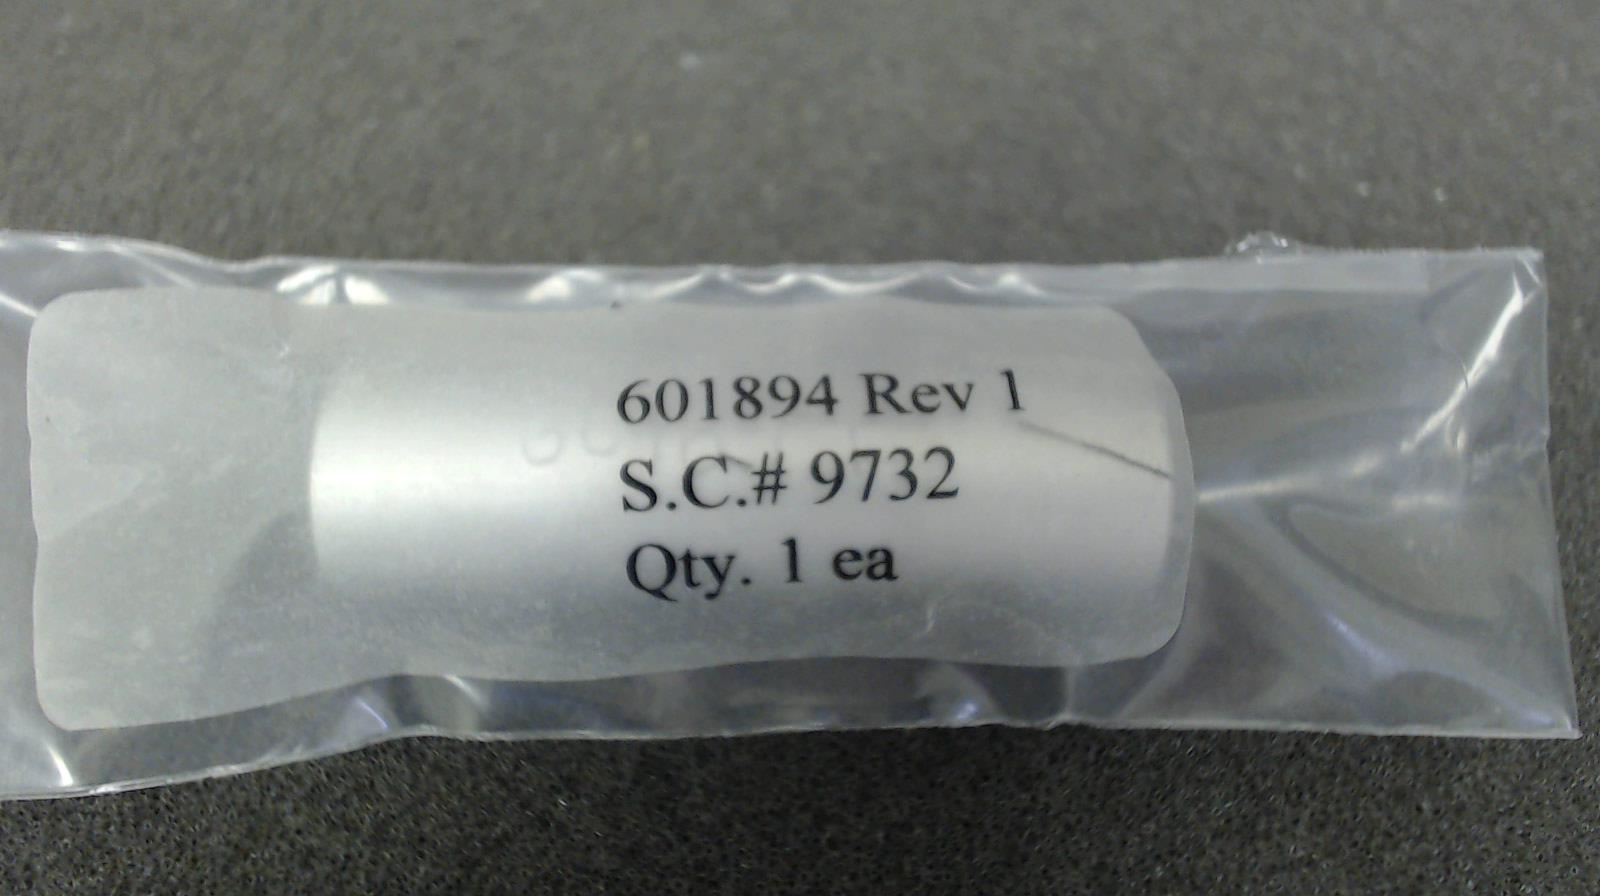 601894 Rev 1
S.C.# 9732
Qty. 1 ea